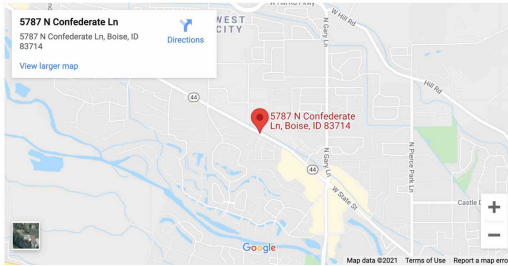 5787 N Confederate Ln
5787 N Confederate Ln, Boise, ID
83714
Directions
View larger map
WEST
CITY
W Hill Rd
Hill Rd
N Gary Ln
44
5787 N Confederate
Ln, Boise, ID 83714
N Gary Ln
N Pierce Park Ln
44
W State St
Castle D
+
−
Google
Map data ©2021 Terms of Use Report a map erro